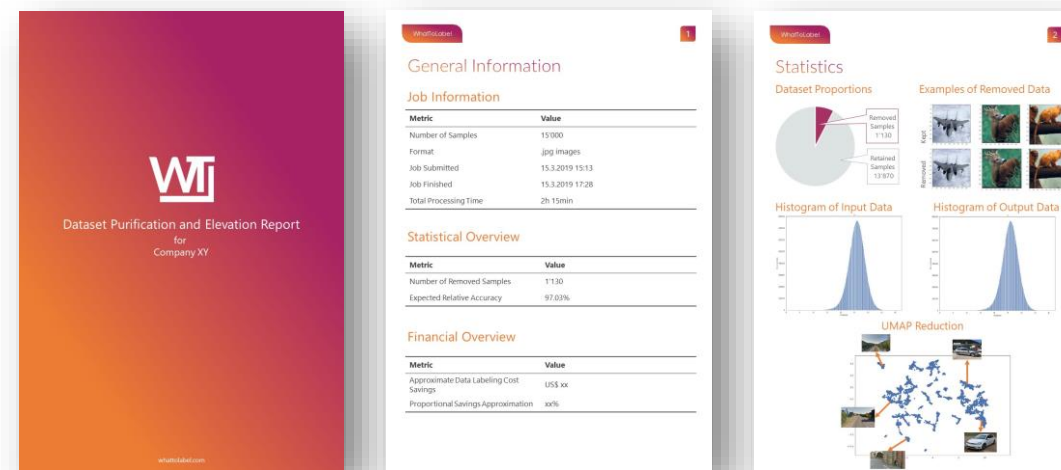 WTL
Dataset Purification and Elevation Report
for
Company XY
whattolabel.com
WhatToLabel
1
General Information
Job Information
Metric Value
Number of Samples 15'000
Format .jpg images
Job Submitted 15.3.2019 15:13
Job Finished 15.3.2019 17:28
Total Processing Time 2h 15min
Statistical Overview
Metric Value
Number of Removed Samples 1'130
Expected Relative Accuracy 97.03%
Financial Overview
Metric Value
Approximate Data Labeling Cost
Savings US$ xx
Proportional Savings Approximation xx%
WhatToLabel
2
Statistics
Dataset Proportions
Removed
Samples
1'130
Retained
Samples
13'870
Examples of Removed Data
Kept
Removed
Histogram of Input Data
Histogram of Output Data
UMAP Reduction